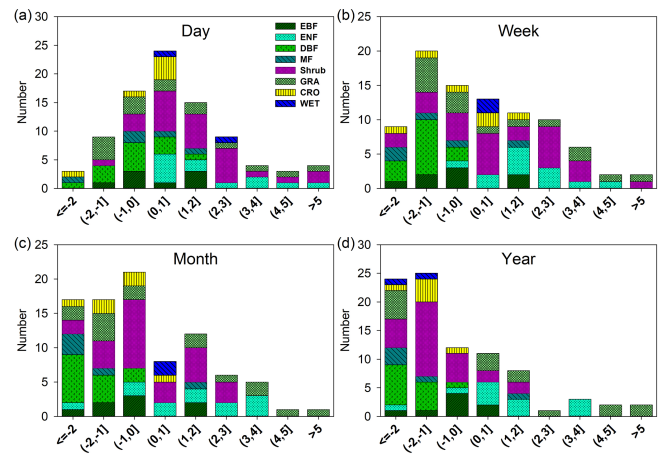 (a) Day
Number
30
25
20
15
10
5
0
<=-2 (-2,-1] (-1,0] (0,1] (1,2] (2,3] (3,4] (4,5] >5
EBF
ENF
DBF
MF
Shrub
GRA
CRO
WET
(b) Week
Number
25
20
15
10
5
0
<=-2 (-2,-1] (-1,0] (0,1] (1,2] (2,3] (3,4] (4,5] >5
(c) Month
Number
25
20
15
10
5
0
<=-2 (-2,-1] (-1,0] (0,1] (1,2] (2,3] (3,4] (4,5] >5
(d) Year
Number
30
25
20
15
10
5
0
<=-2 (-2,-1] (-1,0] (0,1] (1,2] (2,3] (3,4] (4,5] >5